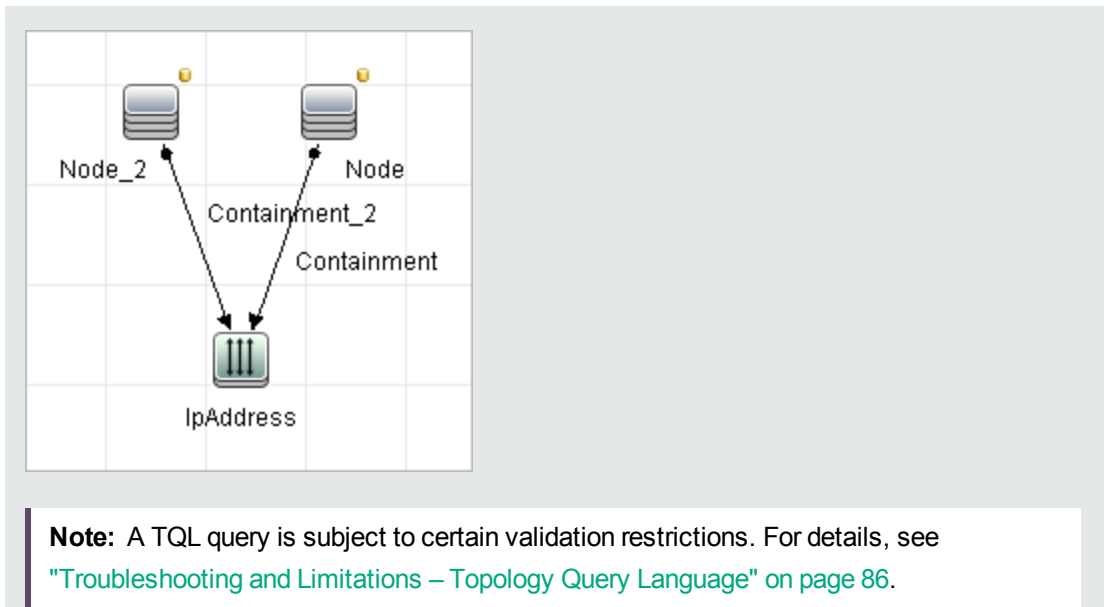 Node_2
Node
Containment_2
Containment
IpAddress
Note: A TQL query is subject to certain validation restrictions. For details, see
"Troubleshooting and Limitations – Topology Query Language" on page 86.